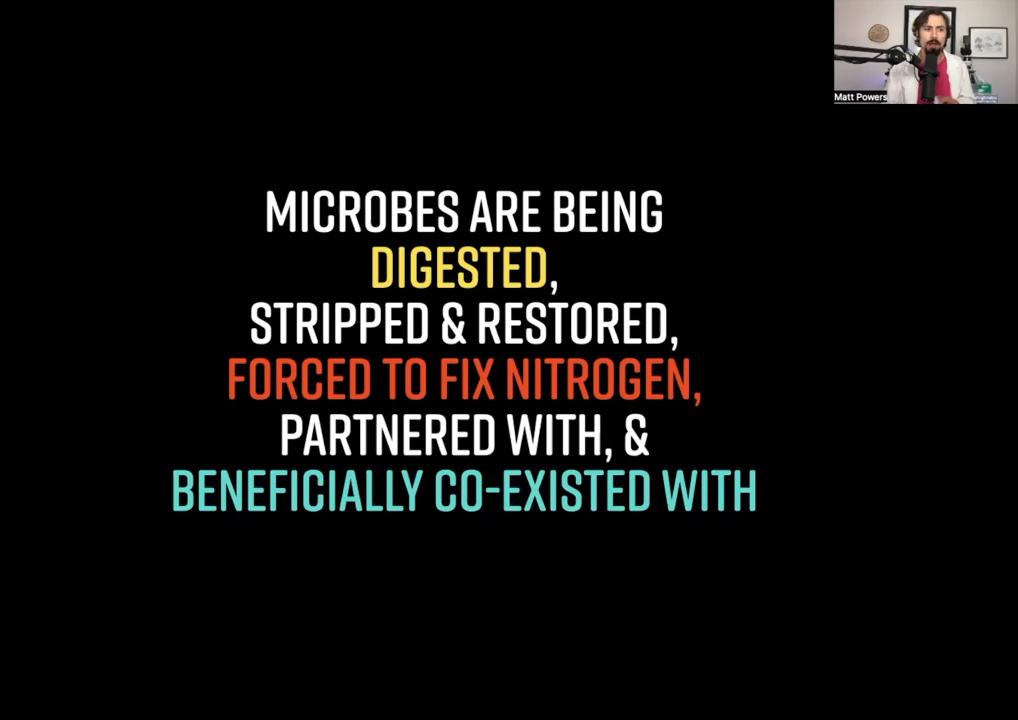 Matt Powers
MICROBES ARE BEING
DIGESTED,
STRIPPED & RESTORED,
FORCED TO FIX NITROGEN,
PARTNERED WITH, &
BENEFICIALLY CO-EXISTED WITH